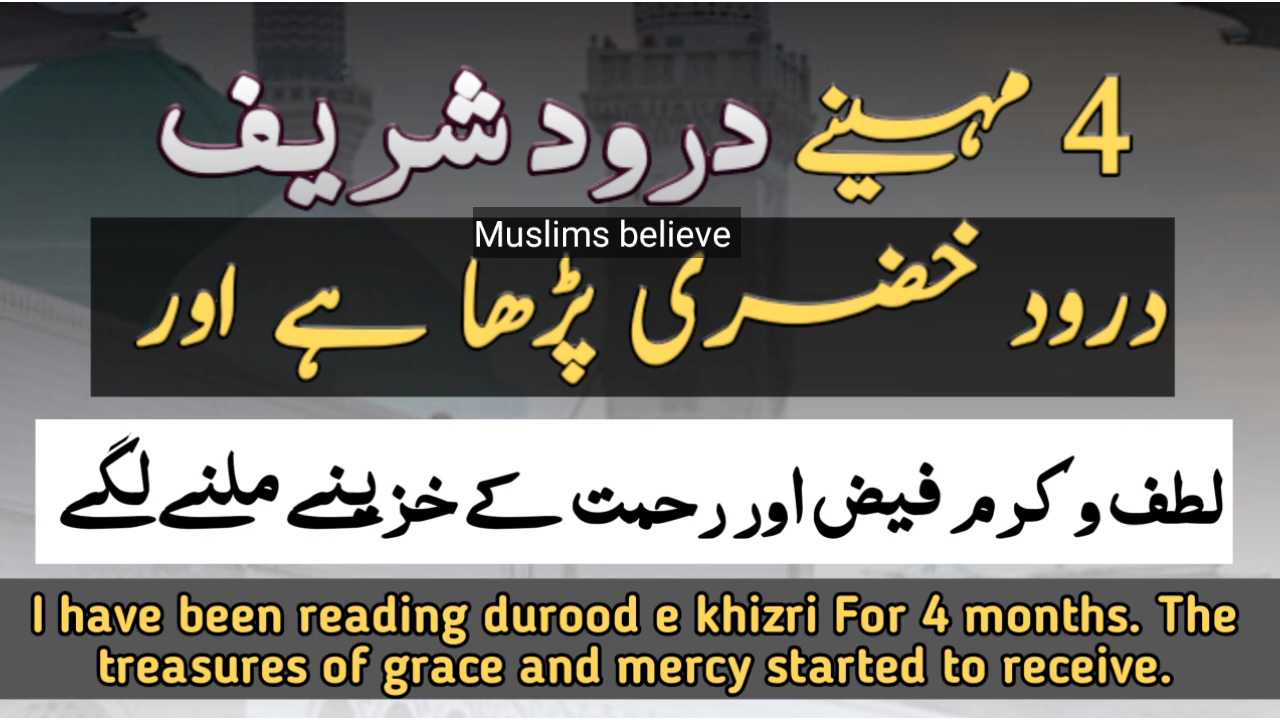 4 مہینے درود شریف
Muslims believe
درود خضری پڑھا ہے اور
لطف و کرم فیض اور رحمت کے خزینے ملنے لگے
I have been reading durood e khizri For 4 months. The
treasures of grace and mercy started to receive.